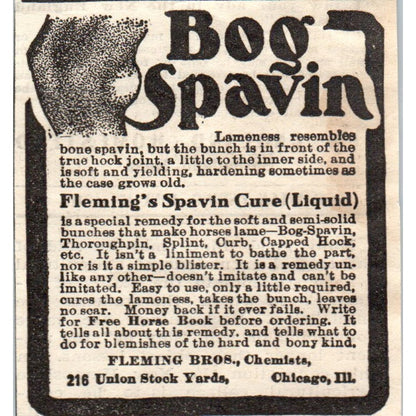 Bog
Spavin
Lameness resembles
bone spavin, but the bunch is in front of the
true hock joint, a little to the inner side, and
is soft and yielding, hardening sometimes as
the case grows old.
Fleming's Spavin Cure (Liquid)
is a special remedy for the soft and semi-solid
bunches that make horses lame—Bog-Spavin,
Thoroughpin, Splint, Curb, Capped Hock,
etc. It isn't a liniment to bathe the part,
nor is it a simple blister. It is a remedy un-
like any other—doesn't imitate and can't be
imitated. Easy to use, only a little required,
cures the lameness, takes the bunch, leaves
no scar. Money back if it ever fails. Write
for Free Horse Book before ordering. It
tells all about this remedy, and tells what to
do for blemishes of the hard and bony kind.
FLEMING BROS., Chemists,
216 Union Stock Yards, Chicago, Ill.